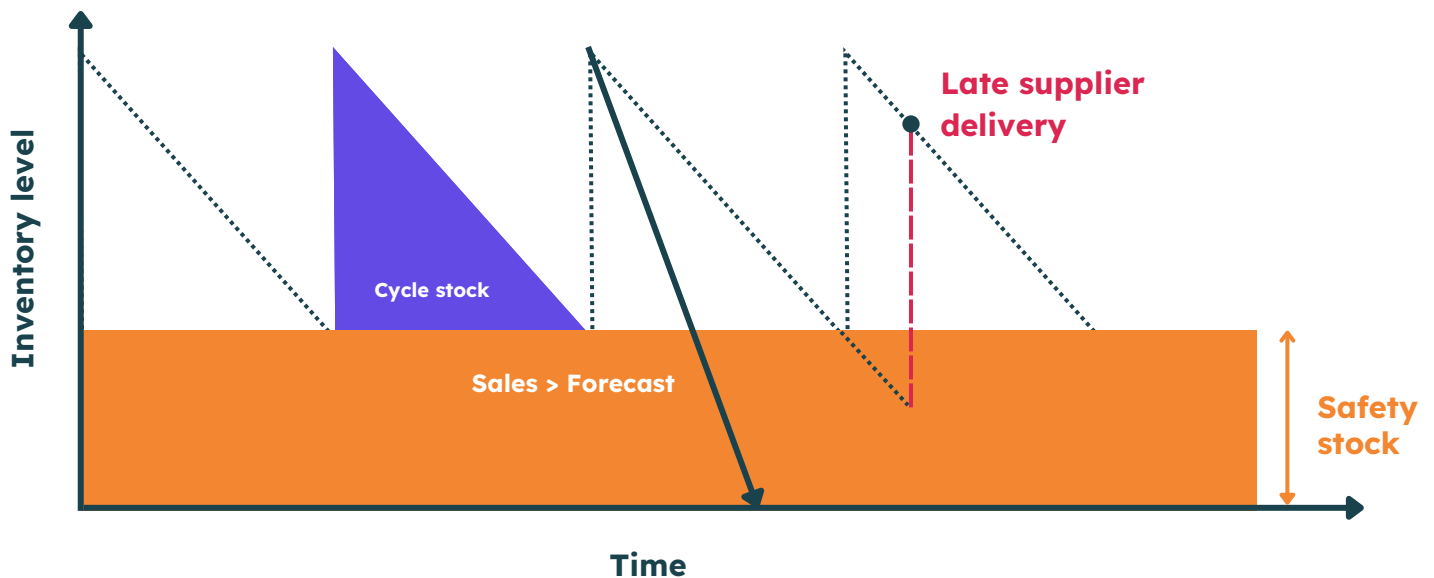 Inventory level
Late supplier
delivery
Cycle stock
Sales > Forecast
Safety
stock
Time